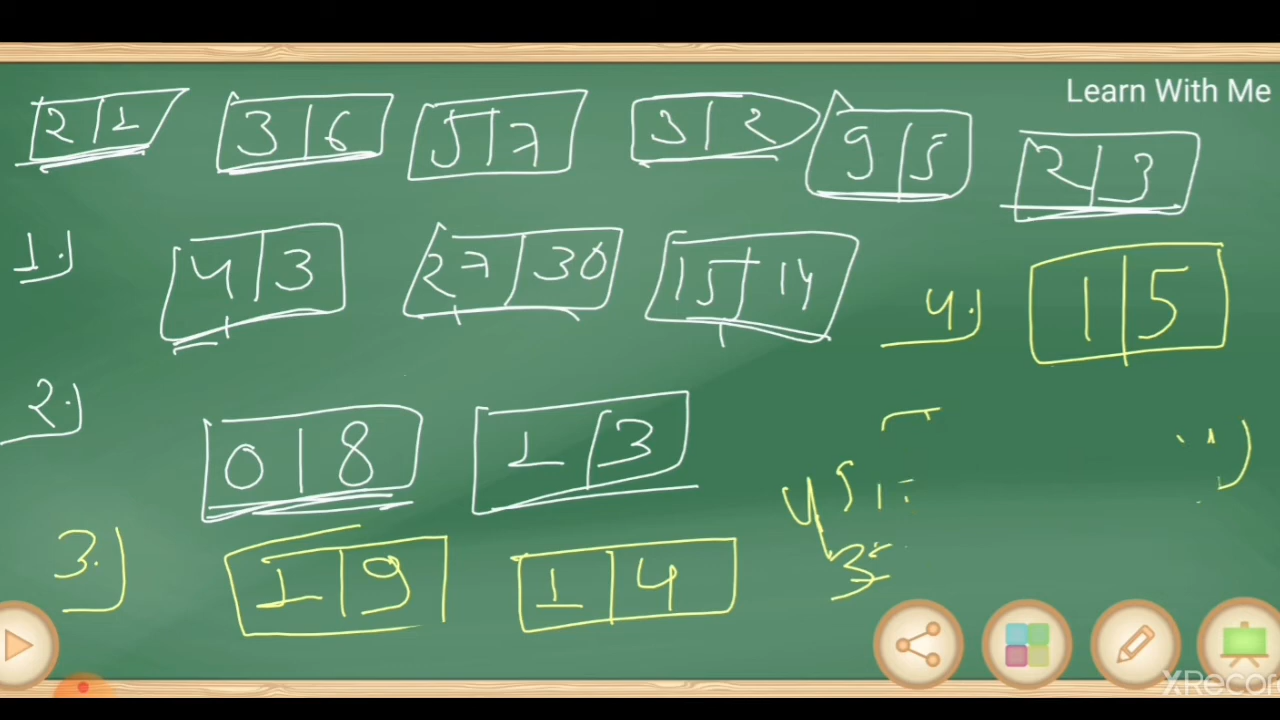 Learn With Me
2|1 3|6 5|7 3|2 9|5 2|3
1.) 4|3 27|30 15|14
4.) 1|5
2.) 0|8 1|3
3.) 1|9 1|4